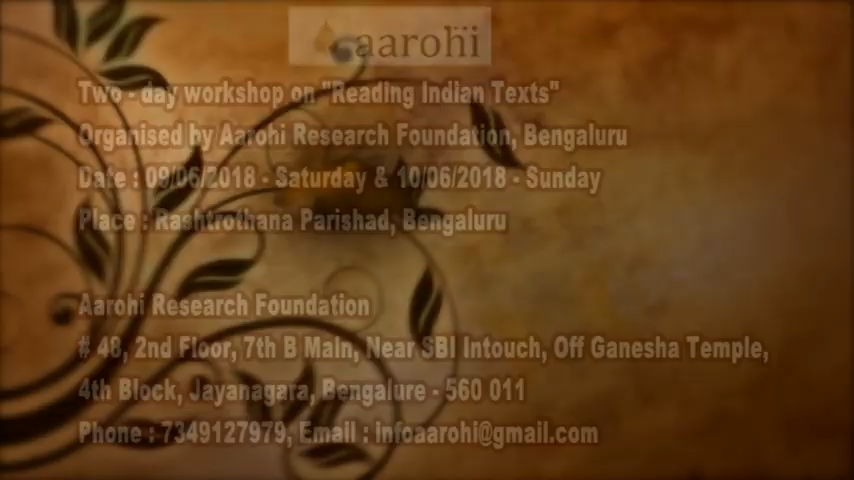 aarohi
Two - day workshop on "Reading Indian Texts"
Organised by Aarohi Research Foundation, Bengaluru
Date : 09/06/2018 - Saturday & 10/06/2018 - Sunday
Place : Rashtrothana Parishad, Bengaluru
Aarohi Research Foundation
# 48, 2nd Floor, 7th B Main, Near SBI Intouch, Off Ganesha Temple,
4th Block, Jayanagara, Bengalure - 560 011
Phone : 7349127979, Email : infoaarohi@gmail.com